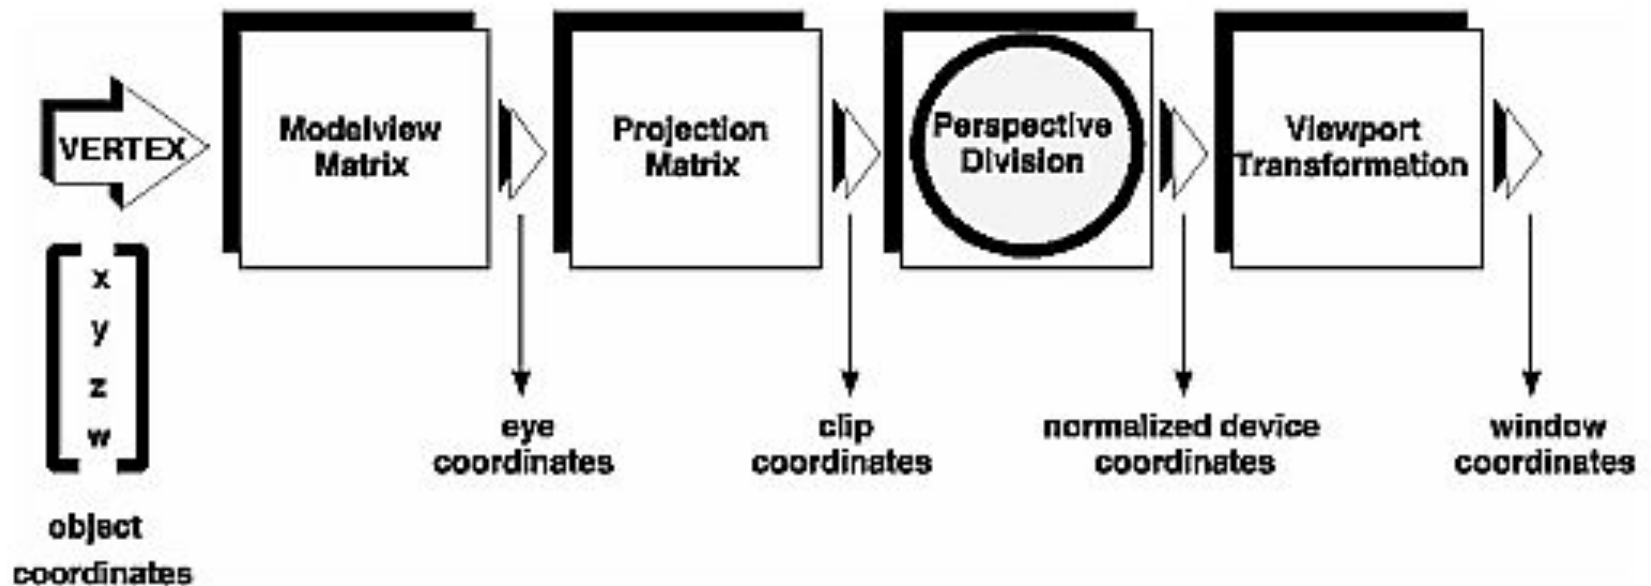 VERTEX
Modelview
Matrix
Projection
Matrix
Perspective
Division
Viewport
Transformation
x
y
z
w
object
coordinates
eye
coordinates
clip
coordinates
normalized device
coordinates
window
coordinates